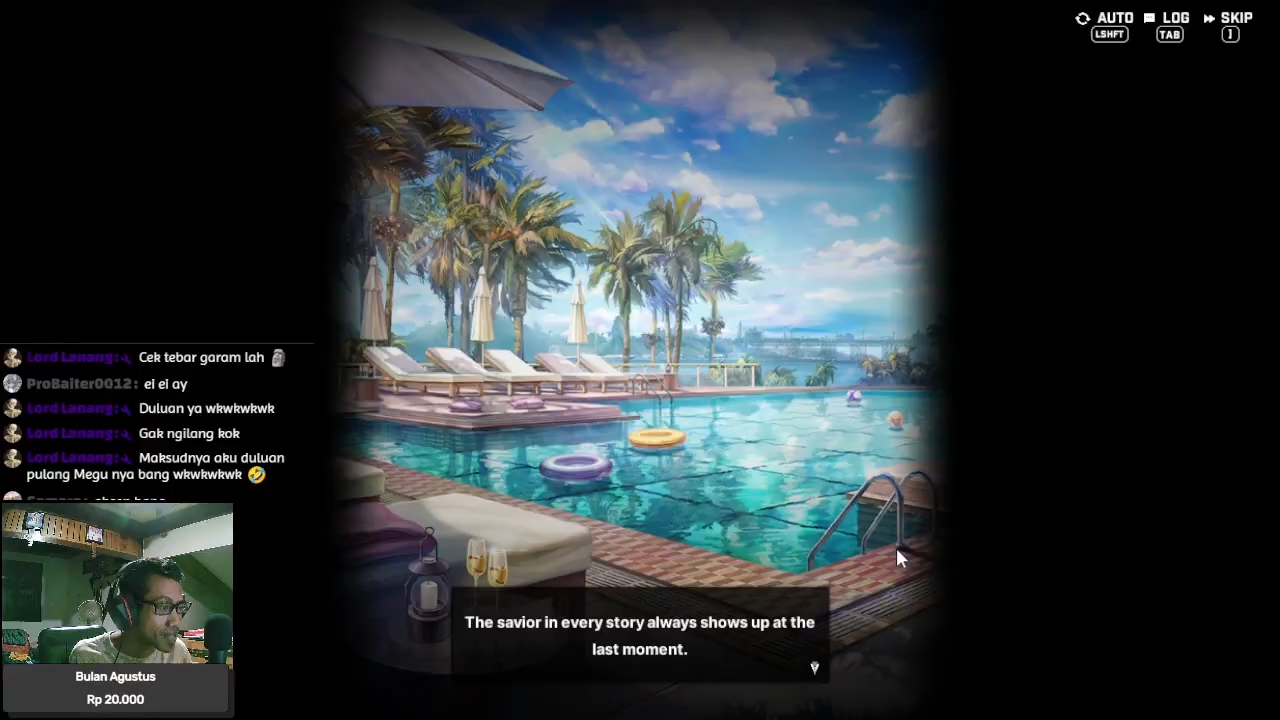 AUTO LOG SKIP
LSHFT TAB ]
Lord Lanang: Cek tebar garam lah
ProBaiter0012: ei ei ay
Lord Lanang: Duluan ya wkwkwkwk
Lord Lanang: Gak ngilang kok
Lord Lanang: Maksudnya aku duluan
pulang Megu nya bang wkwkwkwk
The savior in every story always shows up at the
last moment.
Bulan Agustus
Rp 20.000